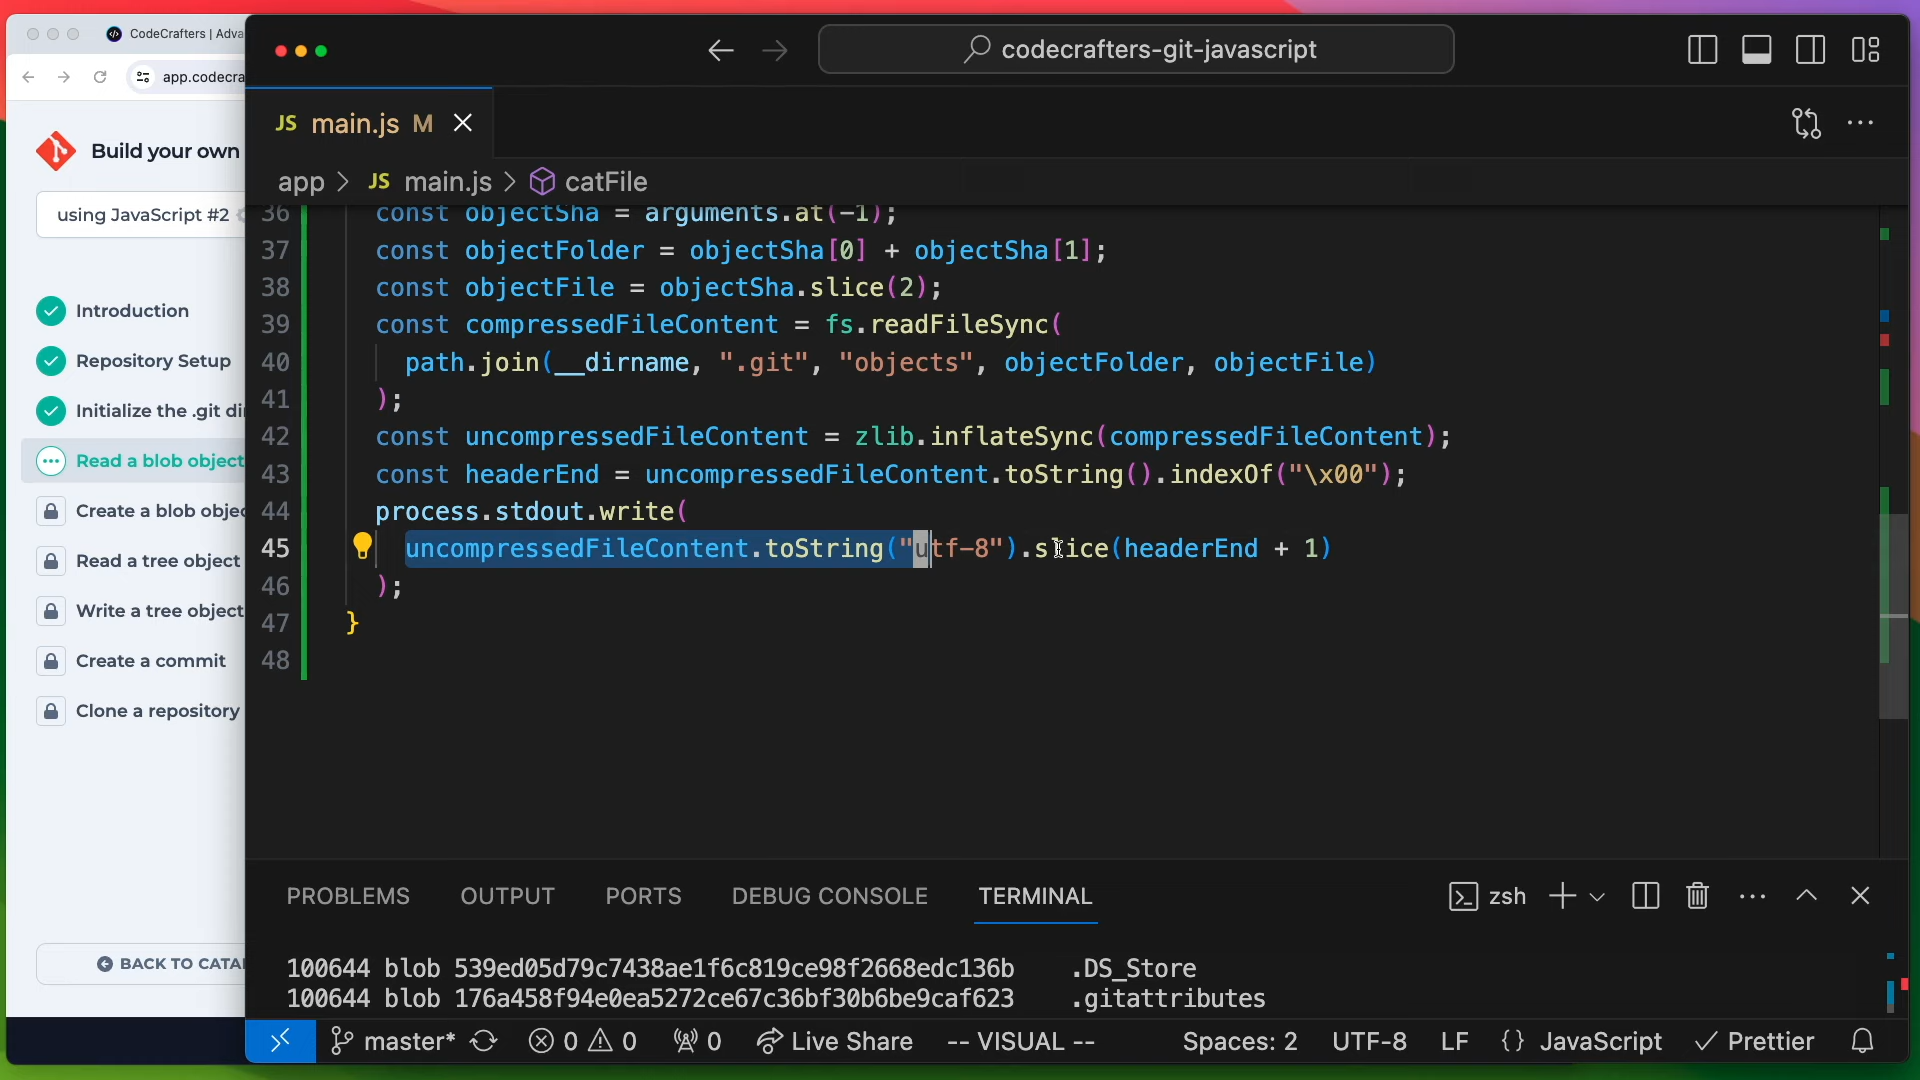 CodeCrafters | Adva
app.codecra
Build your own
using JavaScript #2
Introduction
Repository Setup
Initialize the .git di
Read a blob object
Create a blob objec
Read a tree object
Write a tree object
Create a commit
Clone a repository
BACK TO CATA
codecrafters-git-javascript
JS main.js M
app > JS main.js > catFile
36 const objectSha = arguments.at(-1);
37 const objectFolder = objectSha[0] + objectSha[1];
38 const objectFile = objectSha.slice(2);
39 const compressedFileContent = fs.readFileSync(
40 path.join(__dirname, ".git", "objects", objectFolder, objectFile)
41 );
42 const uncompressedFileContent = zlib.inflateSync(compressedFileContent);
43 const headerEnd = uncompressedFileContent.toString().indexOf("\x00");
44 process.stdout.write(
45 uncompressedFileContent.toString("utf-8").slice(headerEnd + 1)
46 );
47 }
48
PROBLEMS OUTPUT PORTS DEBUG CONSOLE TERMINAL zsh
100644 blob 539ed05d79c7438ae1f6c819ce98f2668edc136b .DS_Store
100644 blob 176a458f94e0ea5272ce67c36bf30b6be9caf623 .gitattributes
master* 0 0 0 Live Share -- VISUAL -- Spaces: 2 UTF-8 LF {} JavaScript Prettier